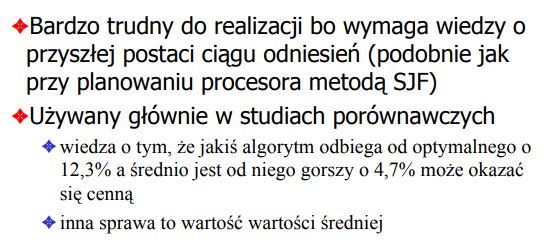 Bardzo trudny do realizacji bo wymaga wiedzy o
przyszłej postaci ciągu odniesień (podobnie jak
przy planowaniu procesora metodą SJF)
Używany głównie w studiach porównawczych
wiedza o tym, że jakiś algorytm odbiega od optymalnego o
12,3% a średnio jest od niego gorszy o 4,7% może okazać
się cenną
inna sprawa to wartość wartości średniej